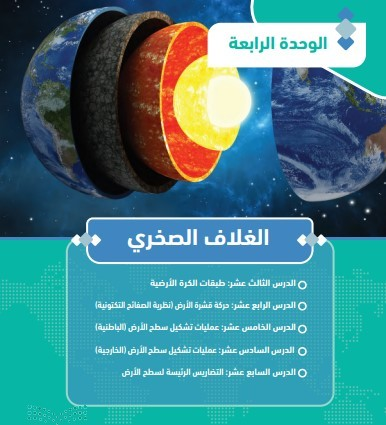 الوحدة الرابعة
الغلاف الصخري
الدرس الثالث عشر: طبقات الكرة الأرضية
الدرس الرابع عشر: حركة قشرة الأرض (نظرية الصفائح التكتونية)
الدرس الخامس عشر: عمليات تشكيل سطح الأرض (الباطنية)
الدرس السادس عشر: عمليات تشكيل سطح الأرض (الخارجية)
الدرس السابع عشر: التضاريس الرئيسة لسطح الأرض